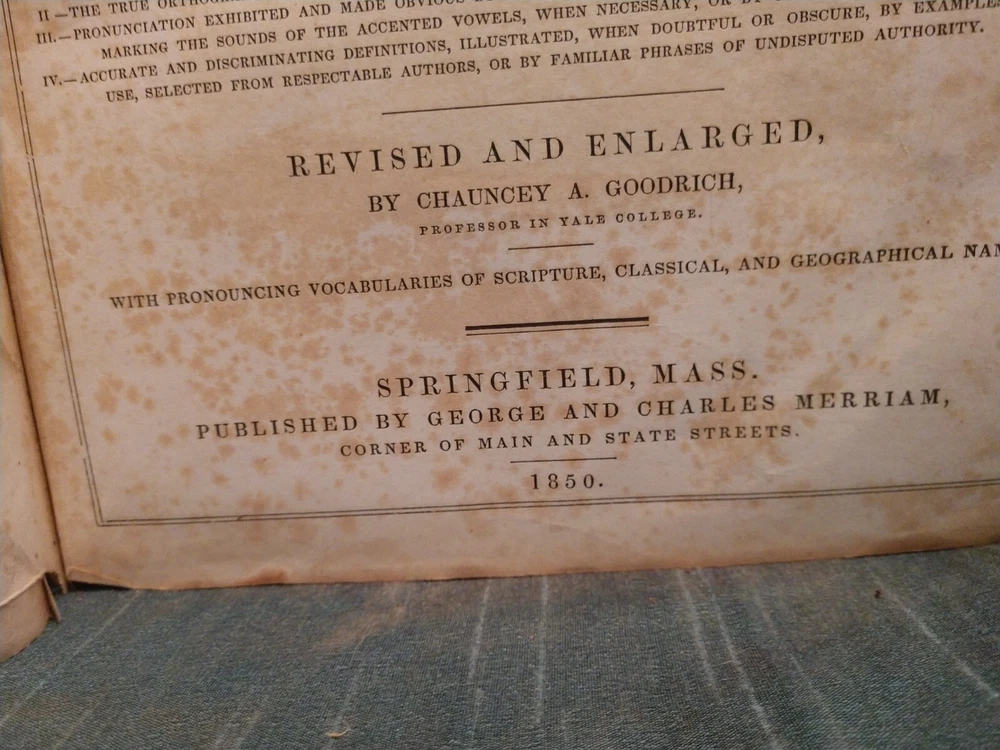 II.—THE TRUE
III.—PRONUNCIATION EXHIBITED AND MADE OBVIOUS
MARKING THE SOUNDS OF THE ACCENTED VOWELS, WHEN NECESSARY, OR BY
IV.—ACCURATE AND DISCRIMINATING DEFINITIONS, ILLUSTRATED, WHEN DOUBTFUL OR OBSCURE, BY
USE, SELECTED FROM RESPECTABLE AUTHORS, OR BY FAMILIAR PHRASES OF UNDISPUTED AUTHORITY.
REVISED AND ENLARGED,
BY CHAUNCEY A. GOODRICH,
PROFESSOR IN YALE COLLEGE.
WITH PRONOUNCING VOCABULARIES OF SCRIPTURE, CLASSICAL, AND GEOGRAPHICAL
SPRINGFIELD, MASS.
PUBLISHED BY GEORGE AND CHARLES MERRIAM,
CORNER OF MAIN AND STATE STREETS.
1850.